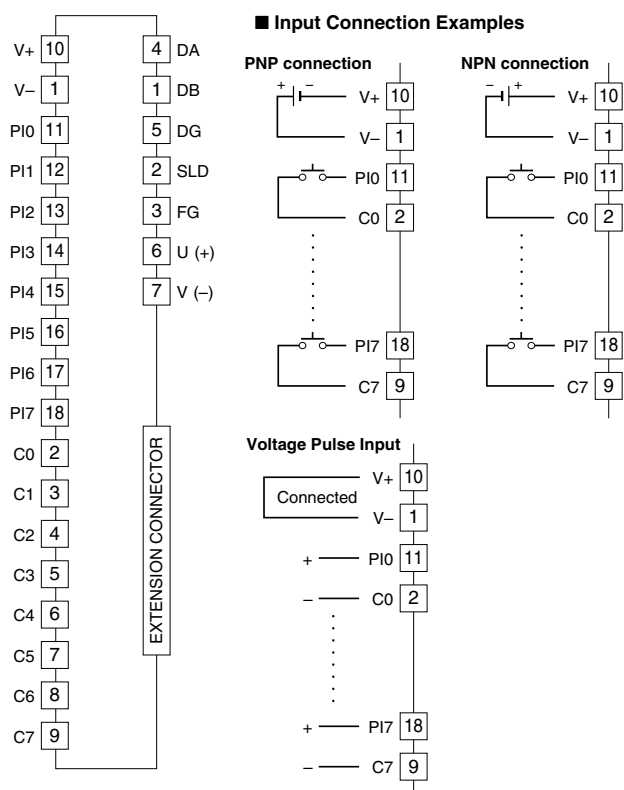 V+ 10 4 DA
V– 1 1 DB
PI0 11 5 DG
PI1 12 2 SLD
PI2 13 3 FG
PI3 14 6 U (+)
PI4 15 7 V (–)
PI5 16
PI6 17
PI7 18
C0 2
C1 3
C2 4
C3 5
C4 6
C5 7
C6 8
C7 9
EXTENSION CONNECTOR
■ Input Connection Examples
PNP connection
+ –
V+ 10
V– 1
PI0 11
C0 2
PI7 18
C7 9
NPN connection
– +
V+ 10
V– 1
PI0 11
C0 2
PI7 18
C7 9
Voltage Pulse Input
V+ 10
Connected
V– 1
+ PI0 11
– C0 2
+ PI7 18
– C7 9